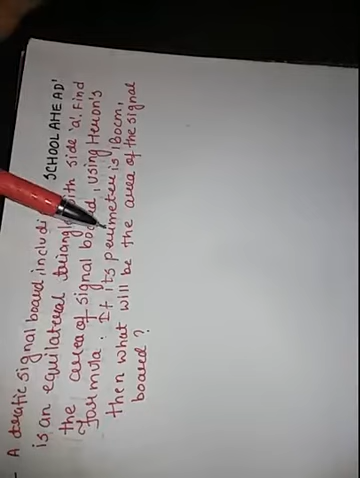 A traffic signal board, includi SCHOOL AHEAD'
is an equilateral triangle with side 'a'. Find
the area of signal board, using Heron's
formula. If its perimeter is 180cm,
then what will be the area of the signal
board?